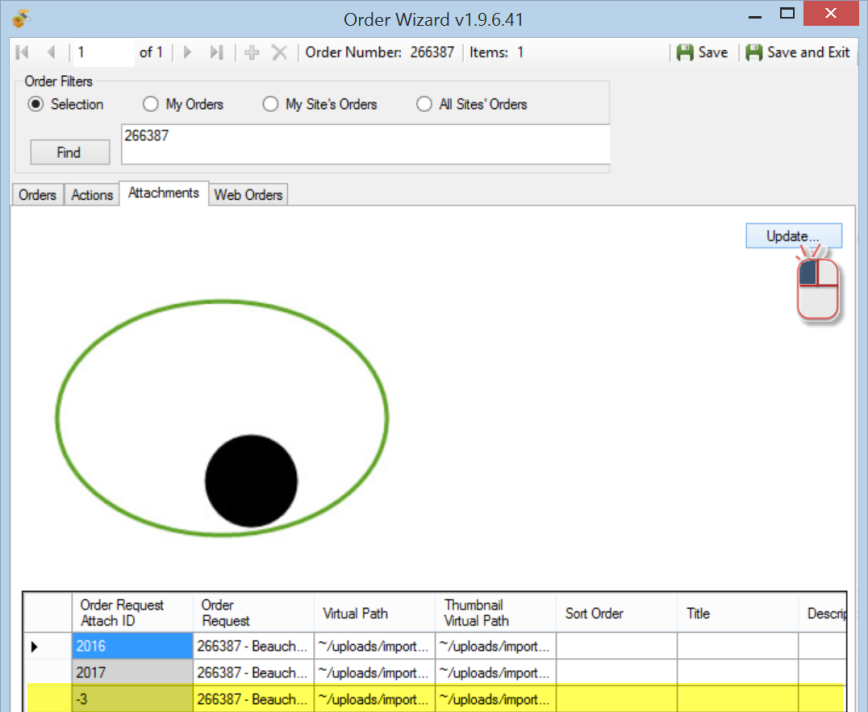 Order Wizard v1.9.6.41
1 of 1 Order Number: 266387 Items: 1 Save Save and Exit
Order Filters
Selection My Orders My Site's Orders All Sites' Orders
266387
Find
Orders Actions Attachments Web Orders
Update...
Order Request Attach ID Order Request Virtual Path Thumbnail Virtual Path Sort Order Title Descrip
2016 266387 - Beauch... ~/uploads/import... ~/uploads/import...
2017 266387 - Beauch... ~/uploads/import... ~/uploads/import...
-3 266387 - Beauch... ~/uploads/import... ~/uploads/import...